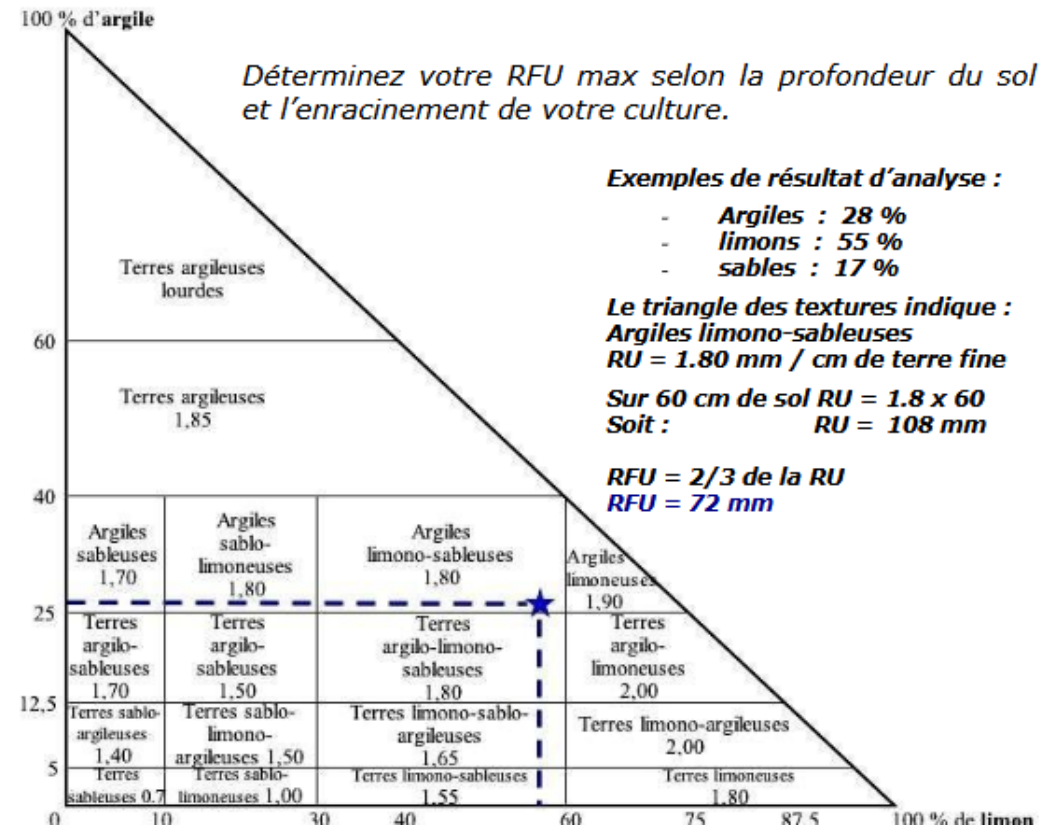 100 % d'argile
Déterminez votre RFU max selon la profondeur du sol
et l'enracinement de votre culture.
Exemples de résultat d'analyse :
- Argiles : 28 %
- limons : 55 %
- sables : 17 %
Le triangle des textures indique :
Argiles limono-sableuses
RU = 1.80 mm / cm de terre fine
Sur 60 cm de sol RU = 1.8 x 60
Soit : RU = 108 mm
RFU = 2/3 de la RU
RFU = 72 mm
Terres argileuses
lourdes
60
Terres argileuses
1,85
40
Argiles
sableuses
1,70
Argiles
sablo-
limoneuses
1,80
Argiles
limono-sableuses
1,80
Argiles
limoneuses
1,90
25
Terres
argilo-
sableuses
1,70
Terres
argilo-
sableuses
1,50
Terres
argilo-limono-
sableuses
1,80
Terres
argilo-
limoneuses
2,00
12.5
Terres sablo-
argileuses
1,40
Terres sablo-
limono-
argileuses 1,50
Terres limono-sablo-
argileuses
1,65
Terres limono-argileuses
2,00
5
Terres
sableuses 0.7
Terres sablo-
limoneuses 1,00
Terres limono-sableuses
1,55
Terres limoneuses
1,80
0 10 30 40 60 75 87.5 100 % de limon